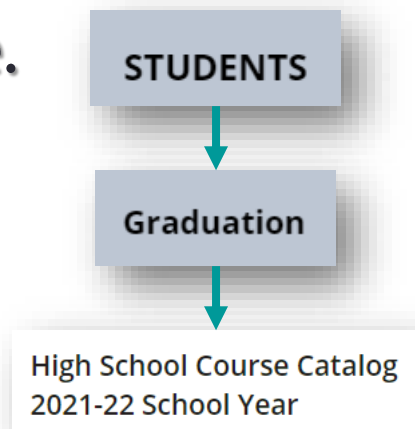 STUDENTS
Graduation
High School Course Catalog
2021-22 School Year